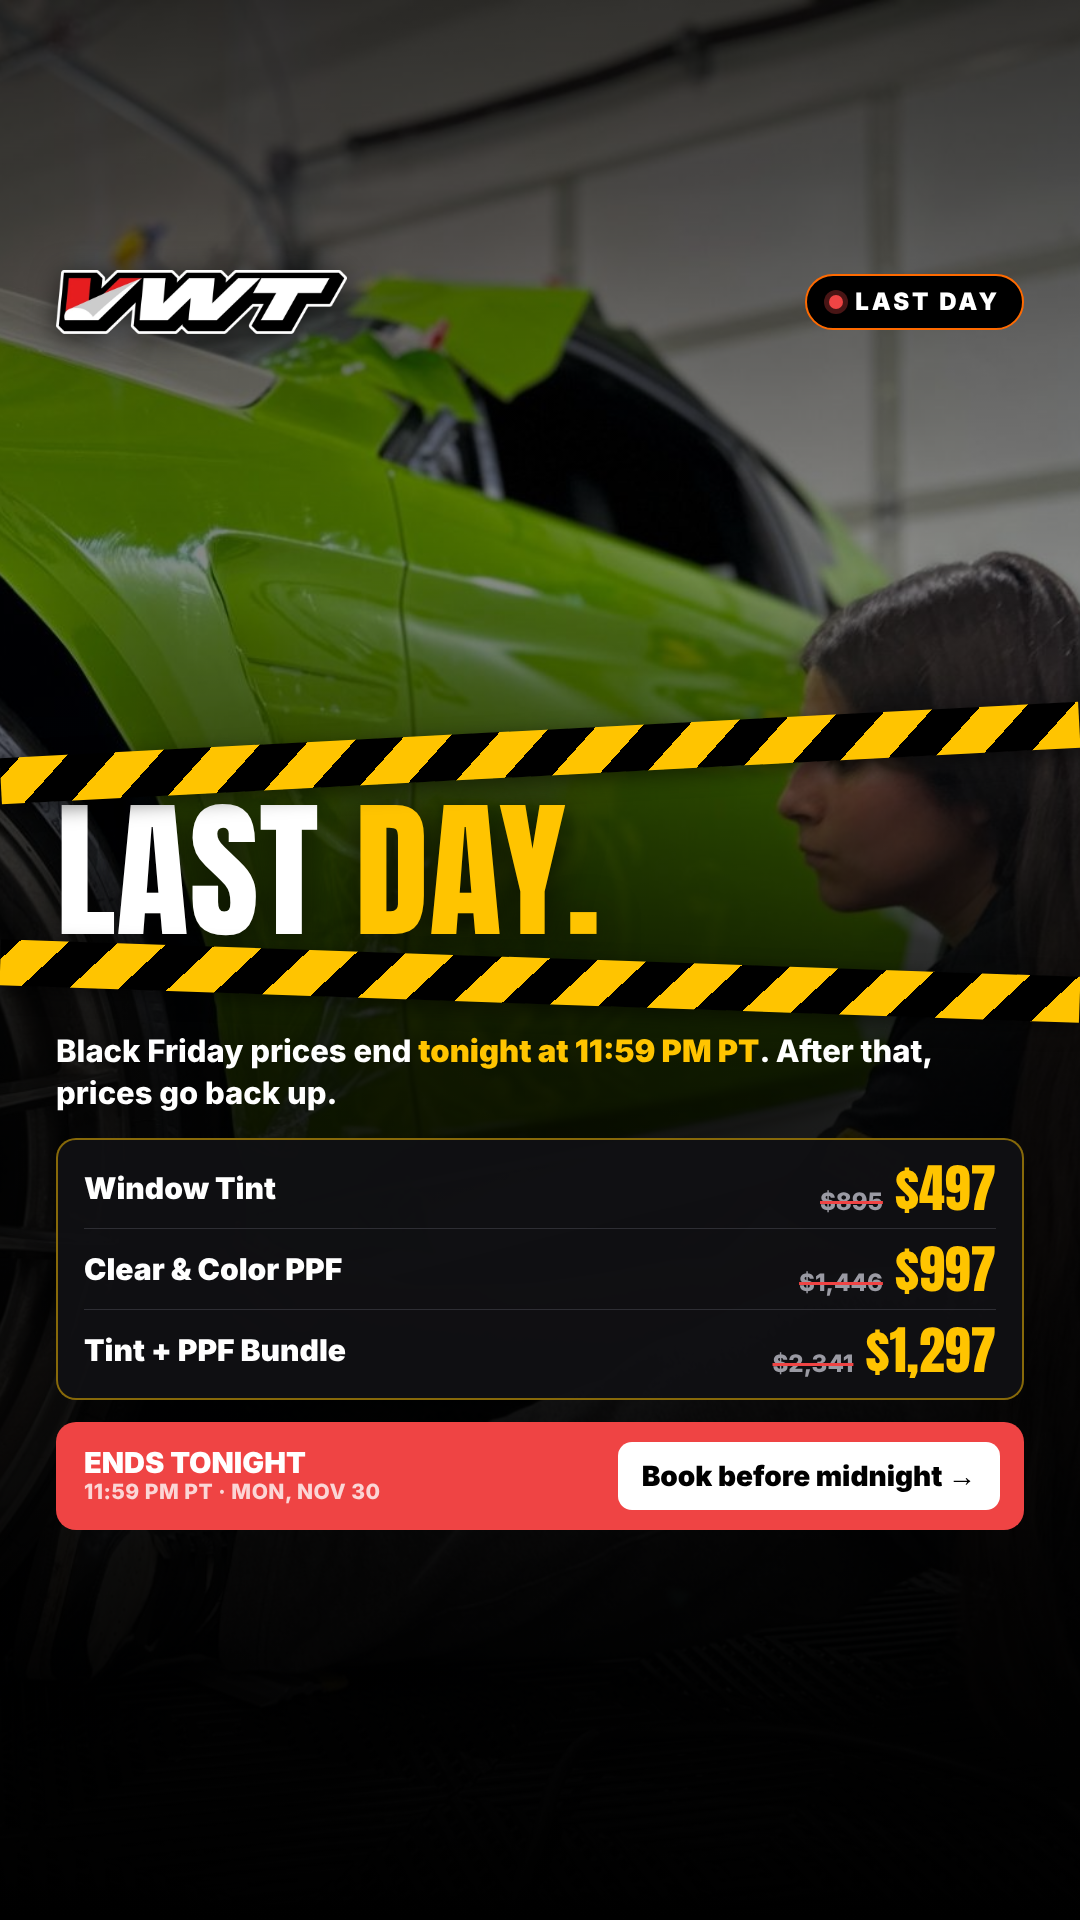 VWT
LAST DAY
LAST DAY.
Black Friday prices end tonight at 11:59 PM PT. After that,
prices go back up.
Window Tint $895 $497
Clear & Color PPF $1,446 $997
Tint + PPF Bundle $2,341 $1,297
ENDS TONIGHT
11:59 PM PT · MON, NOV 30
Book before midnight →